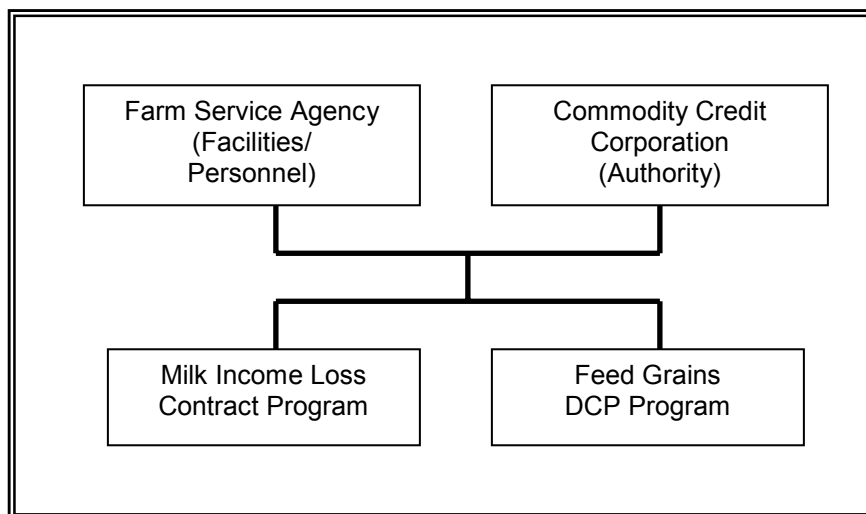 Farm Service Agency
(Facilities/
Personnel)
Commodity Credit
Corporation
(Authority)
Milk Income Loss
Contract Program
Feed Grains
DCP Program